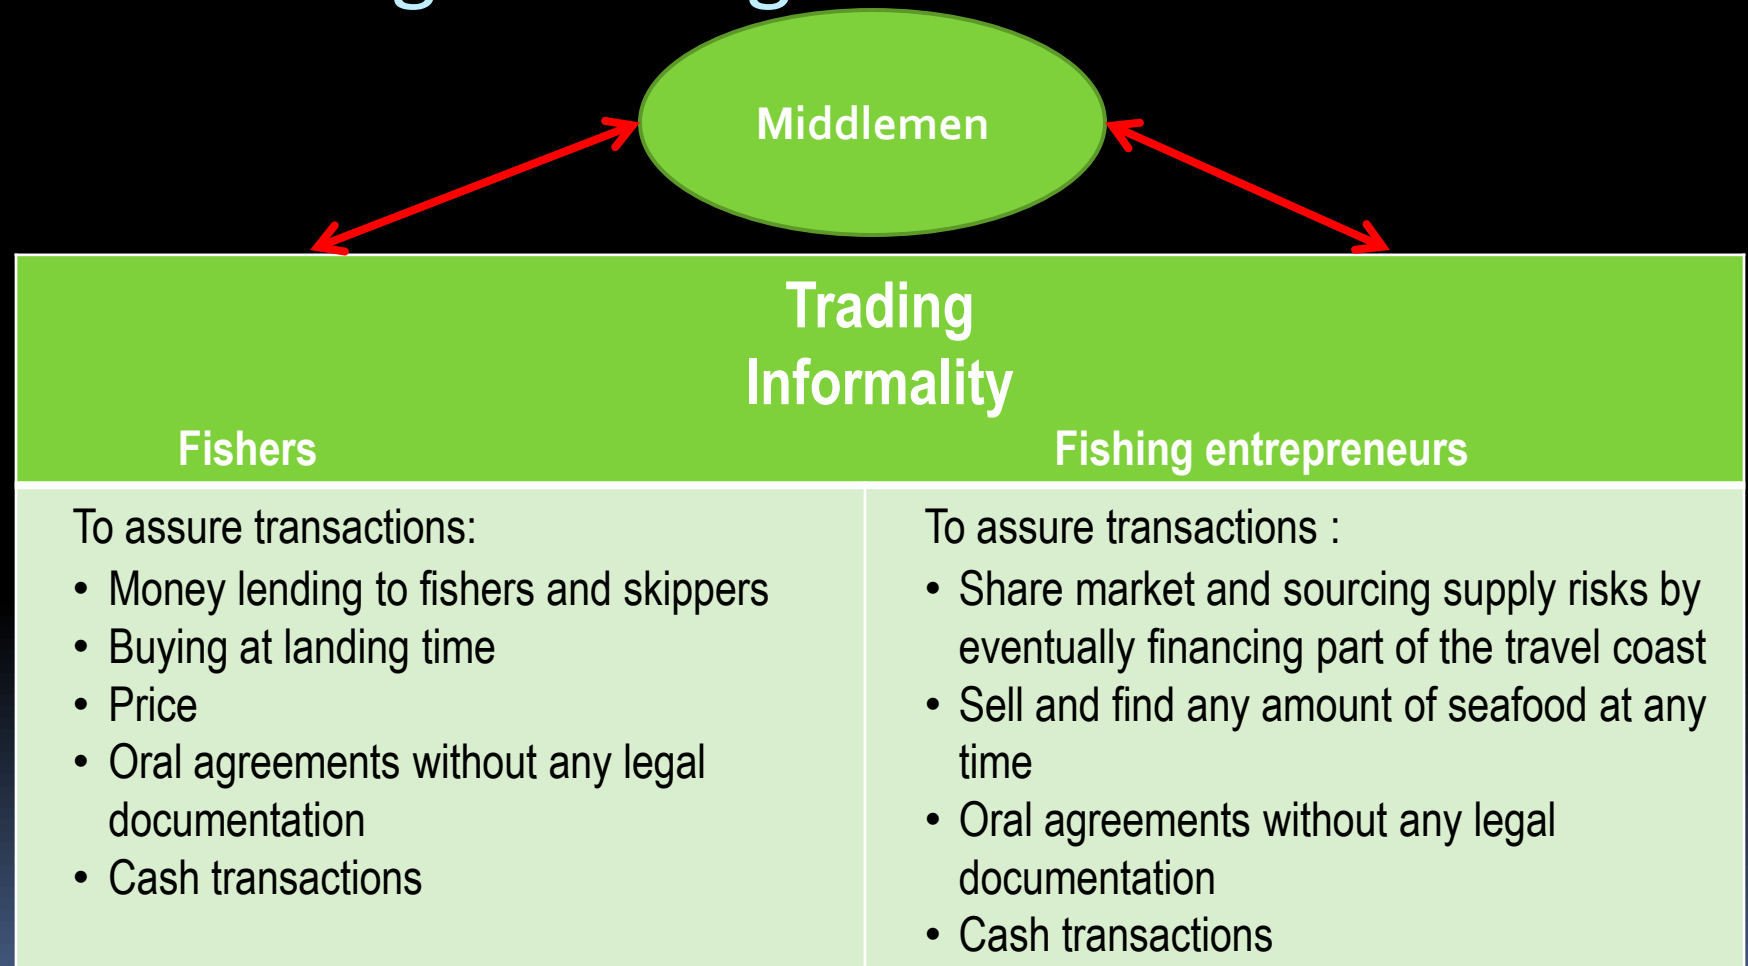 Middlemen
Trading
Informality
Fishers
Fishing entrepreneurs
To assure transactions:
• Money lending to fishers and skippers
• Buying at landing time
• Price
• Oral agreements without any legal
documentation
• Cash transactions
To assure transactions :
• Share market and sourcing supply risks by
eventually financing part of the travel coast
• Sell and find any amount of seafood at any
time
• Oral agreements without any legal
documentation
• Cash transactions